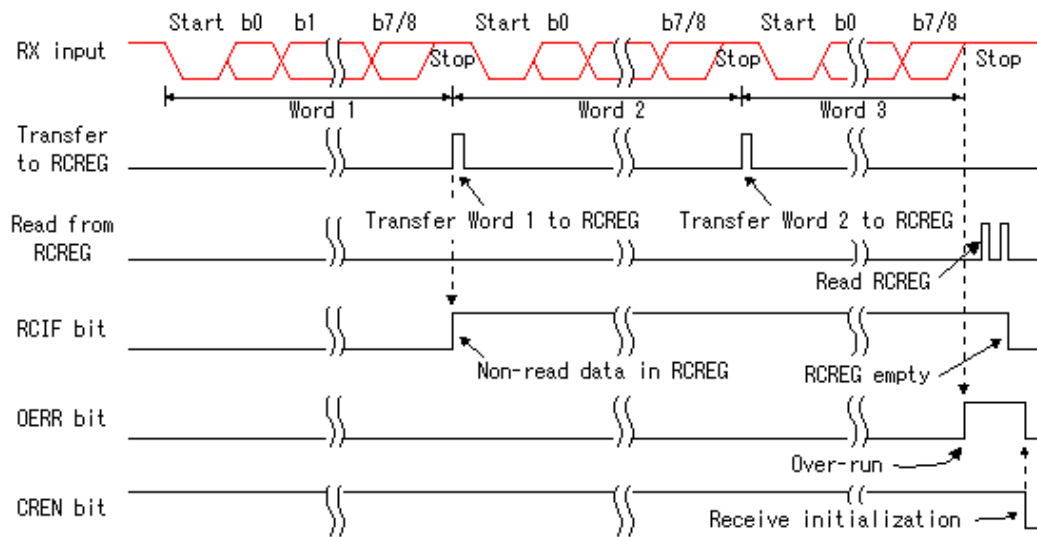 Start b0 b1 b7/8 Start b0 b7/8 Start b0 b7/8
RX input
Stop Stop Stop
Word 1 Word 2 Word 3
Transfer
to RCREG
Transfer Word 1 to RCREG Transfer Word 2 to RCREG
Read from
RCREG
Read RCREG
RCIF bit
Non-read data in RCREG RCREG empty
OERR bit
Over-run
CREN bit
Receive initialization